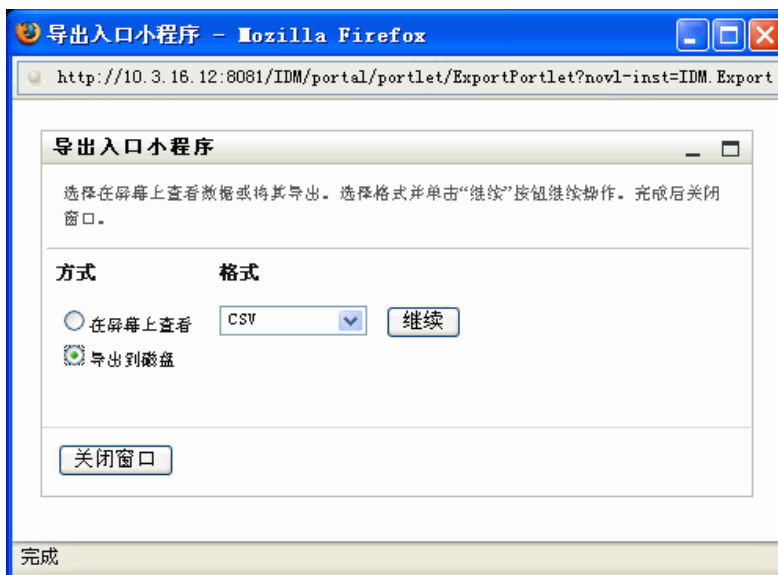 导出入口小程序 - Mozilla Firefox
http://10.3.16.12:8081/IDM/portal/portlet/ExportPortlet?novl-inst=IDM.Export
导出入口小程序
选择在屏幕上查看数据或将其导出。选择格式并单击“继续”按钮继续操作。完成后关闭
窗口。
方式 格式
在屏幕上查看 CSV 继续
导出到磁盘
关闭窗口
完成